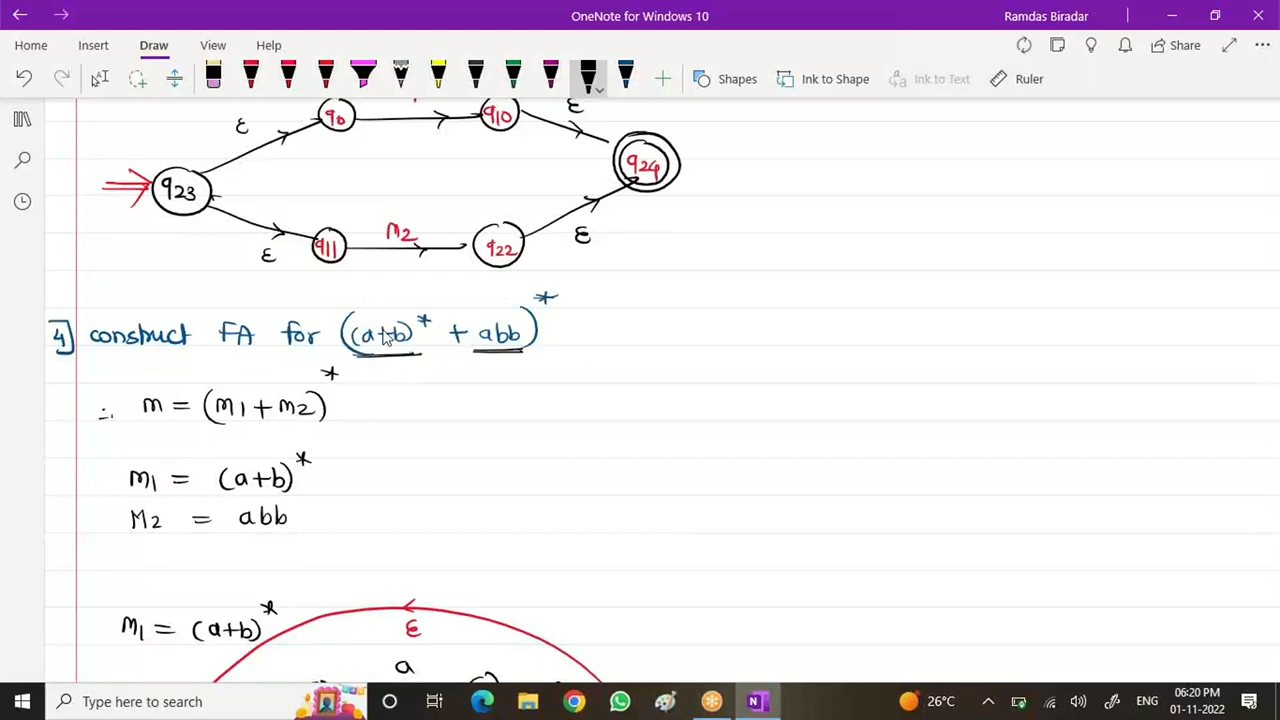 OneNote for Windows 10
Ramdas Biradar
Home Insert Draw View Help
Share
Shapes
Ink to Shape
Ink to Text
Ruler
ε
q0
q10
ε
q23
q24
ε
q11
M2
q22
ε
4] construct FA for ((a+b)* + abb)*
∴ m = (m1 + m2)*
m1 = (a+b)*
M2 = abb
m1 = (a+b)*
ε
a
Type here to search
26°C
ENG
06:20 PM
01-11-2022